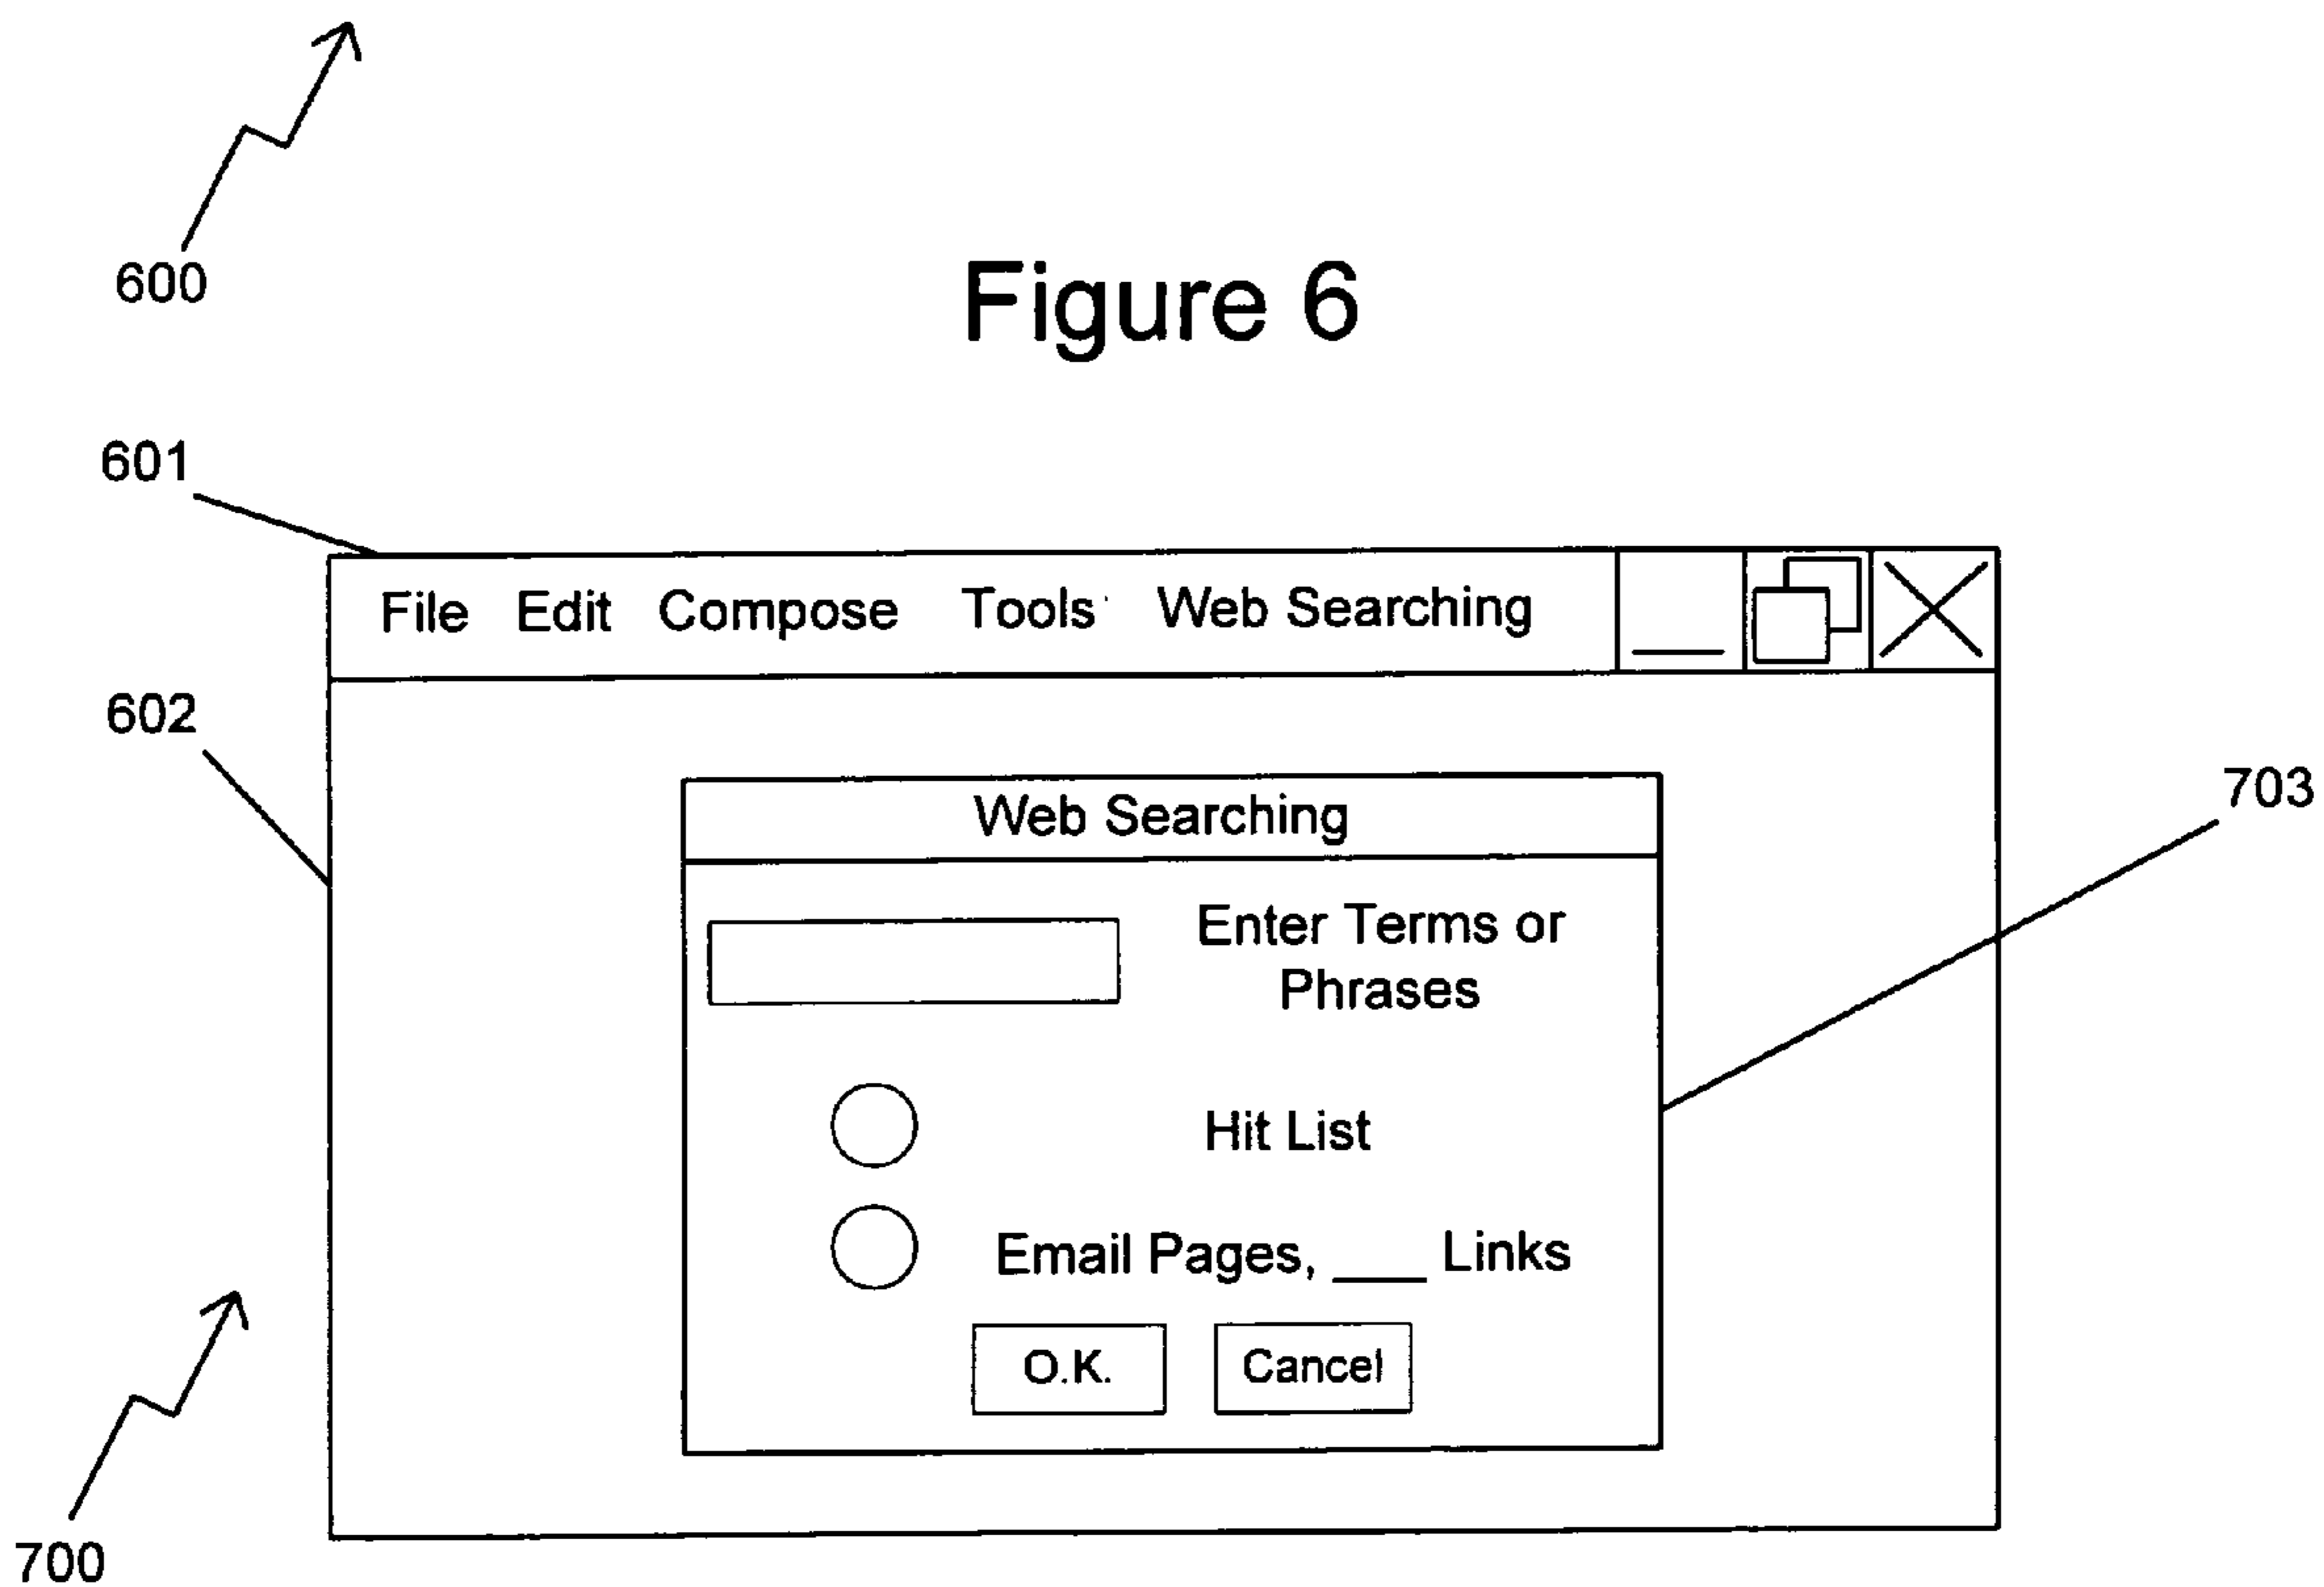 600
Figure 6
601
File Edit Compose Tools Web Searching
602
703
Web Searching
Enter Terms or
Phrases
Hit List
Email Pages, ___ Links
O.K. Cancel
700